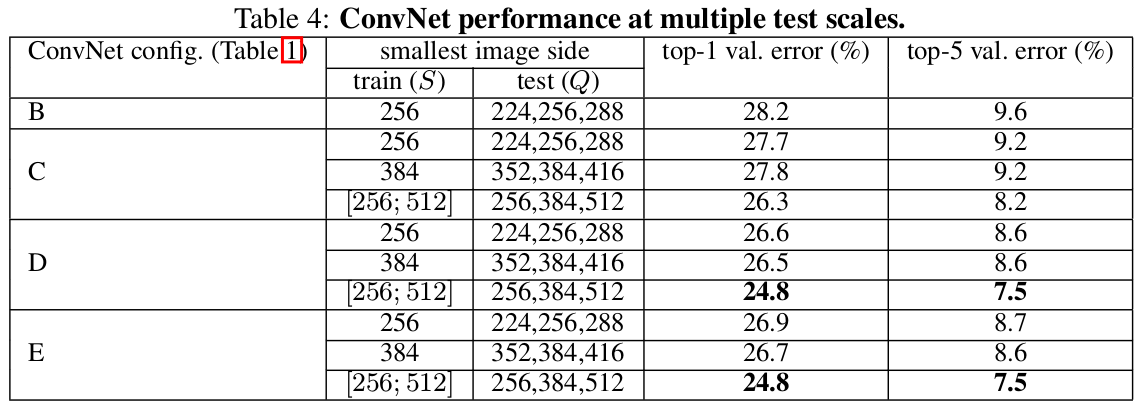 Table 4: ConvNet performance at multiple test scales.
ConvNet config. (Table 1) smallest image side top-1 val. error (%) top-5 val. error (%)
train (S) test (Q)
B 256 224,256,288 28.2 9.6
256 224,256,288 27.7 9.2
C 384 352,384,416 27.8 9.2
[256; 512] 256,384,512 26.3 8.2
256 224,256,288 26.6 8.6
D 384 352,384,416 26.5 8.6
[256; 512] 256,384,512 24.8 7.5
256 224,256,288 26.9 8.7
E 384 352,384,416 26.7 8.6
[256; 512] 256,384,512 24.8 7.5